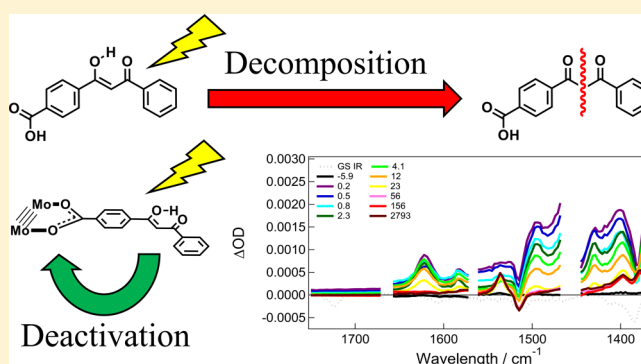 Decomposition
O H O
O
OH
O O
O
OH
Mo-O
Mo-O
O-H
O
Deactivation
ΔOD
0.0030
0.0025
0.0020
0.0015
0.0010
0.0005
0.0000
-0.0005
GS IR
-5.9
0.2
0.5
0.8
2.3
4.1
12
23
56
156
2793
1700 1600 1500 1400
Wavelength / cm⁻¹